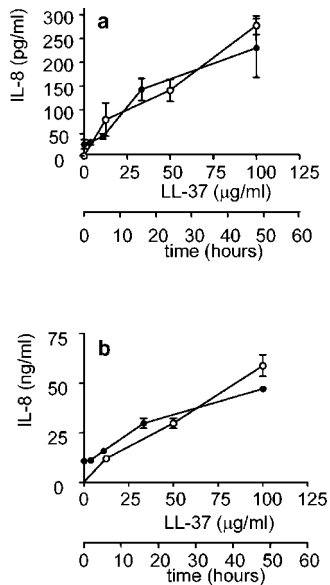 a
IL-8 (pg/ml)
300
250
200
150
100
50
0
0 25 50 75 100 125
LL-37 (µg/ml)
0 10 20 30 40 50 60
time (hours)
b
IL-8 (ng/ml)
75
50
25
0
0 25 50 75 100 125
LL-37 (µg/ml)
0 10 20 30 40 50 60
time (hours)